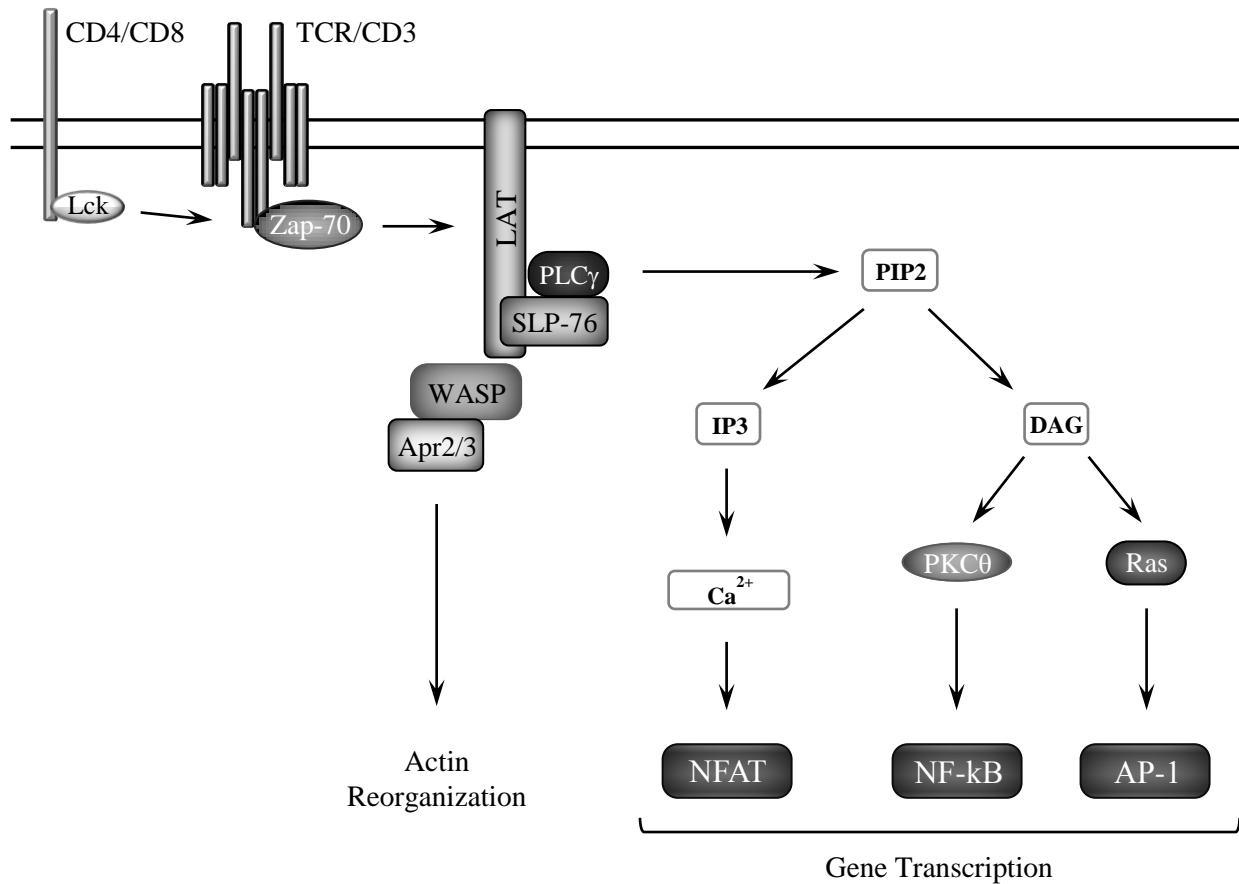 CD4/CD8
TCR/CD3
Lck
Zap-70
LAT
PLCγ
SLP-76
PIP2
WASP
Apr2/3
IP3
DAG
Ca2+
PKCθ
Ras
NFAT
NF-kB
AP-1
Actin
Reorganization
Gene Transcription